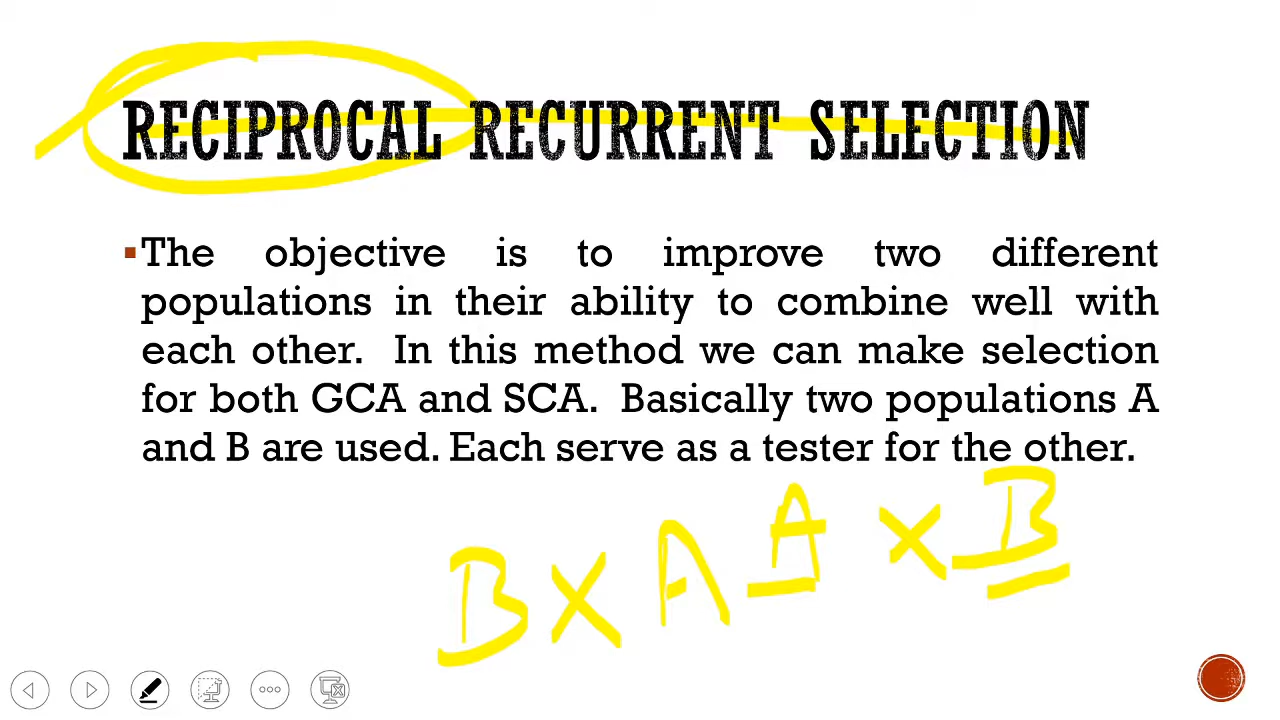 RECIPROCAL RECURRENT SELECTION
▪The objective is to improve two different
populations in their ability to combine well with
each other. In this method we can make selection
for both GCA and SCA. Basically two populations A
and B are used. Each serve as a tester for the other.
B X A A X B